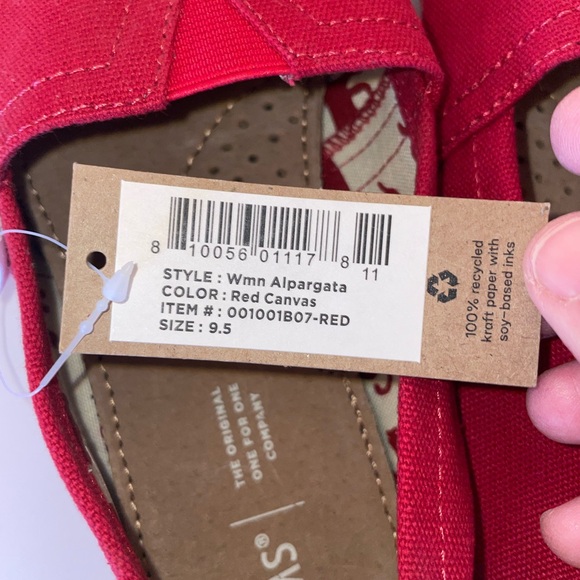 8 10056 01117 8 11
STYLE : Wmn Alpargata
COLOR : Red Canvas
ITEM # : 001001B07-RED
SIZE : 9.5
100% recycled
kraft paper with
soy-based inks
THE ORIGINAL
ONE FOR ONE
COMPANY